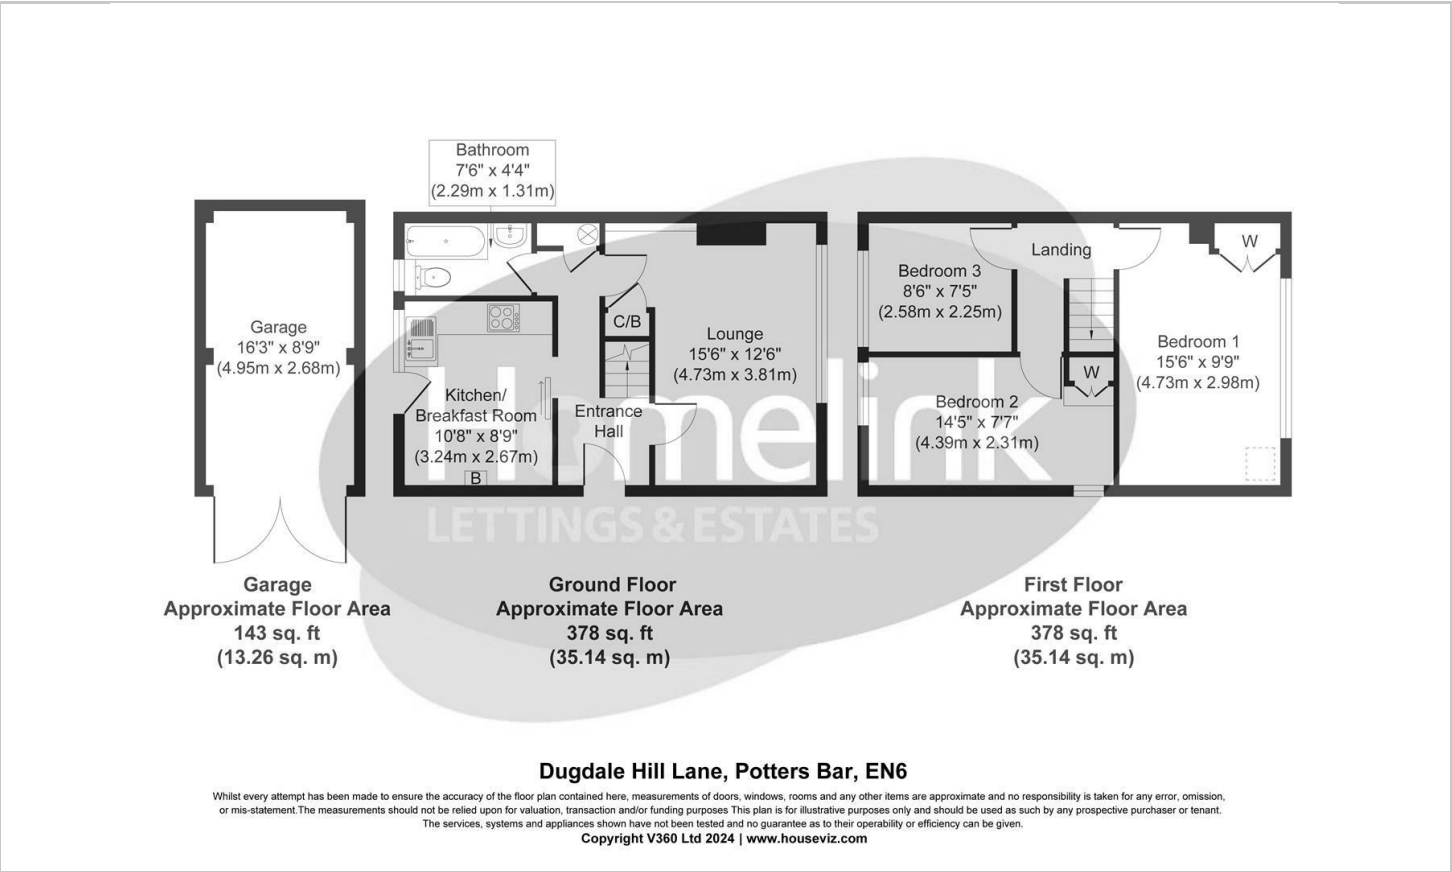 Bathroom
7'6" x 4'4"
(2.29m x 1.31m)
Garage
16'3" x 8'9"
(4.95m x 2.68m)
C/B
Lounge
15'6" x 12'6"
(4.73m x 3.81m)
Kitchen/
Breakfast Room
10'8" x 8'9"
(3.24m x 2.67m)
B
Entrance
Hall
Landing
W
Bedroom 3
8'6" x 7'5"
(2.58m x 2.25m)
Bedroom 1
15'6" x 9'9"
(4.73m x 2.98m)
W
Bedroom 2
14'5" x 7'7"
(4.39m x 2.31m)
Homelink
LETTINGS & ESTATES
Garage
Approximate Floor Area
143 sq. ft
(13.26 sq. m)
Ground Floor
Approximate Floor Area
378 sq. ft
(35.14 sq. m)
First Floor
Approximate Floor Area
378 sq. ft
(35.14 sq. m)
Dugdale Hill Lane, Potters Bar, EN6
Whilst every attempt has been made to ensure the accuracy of the floor plan contained here, measurements of doors, windows, rooms and any other items are approximate and no responsibility is taken for any error, omission,
or mis-statement.The measurements should not be relied upon for valuation, transaction and/or funding purposes This plan is for illustrative purposes only and should be used as such by any prospective purchaser or tenant.
The services, systems and appliances shown have not been tested and no guarantee as to their operability or efficiency can be given.
Copyright V360 Ltd 2024 | www.houseviz.com